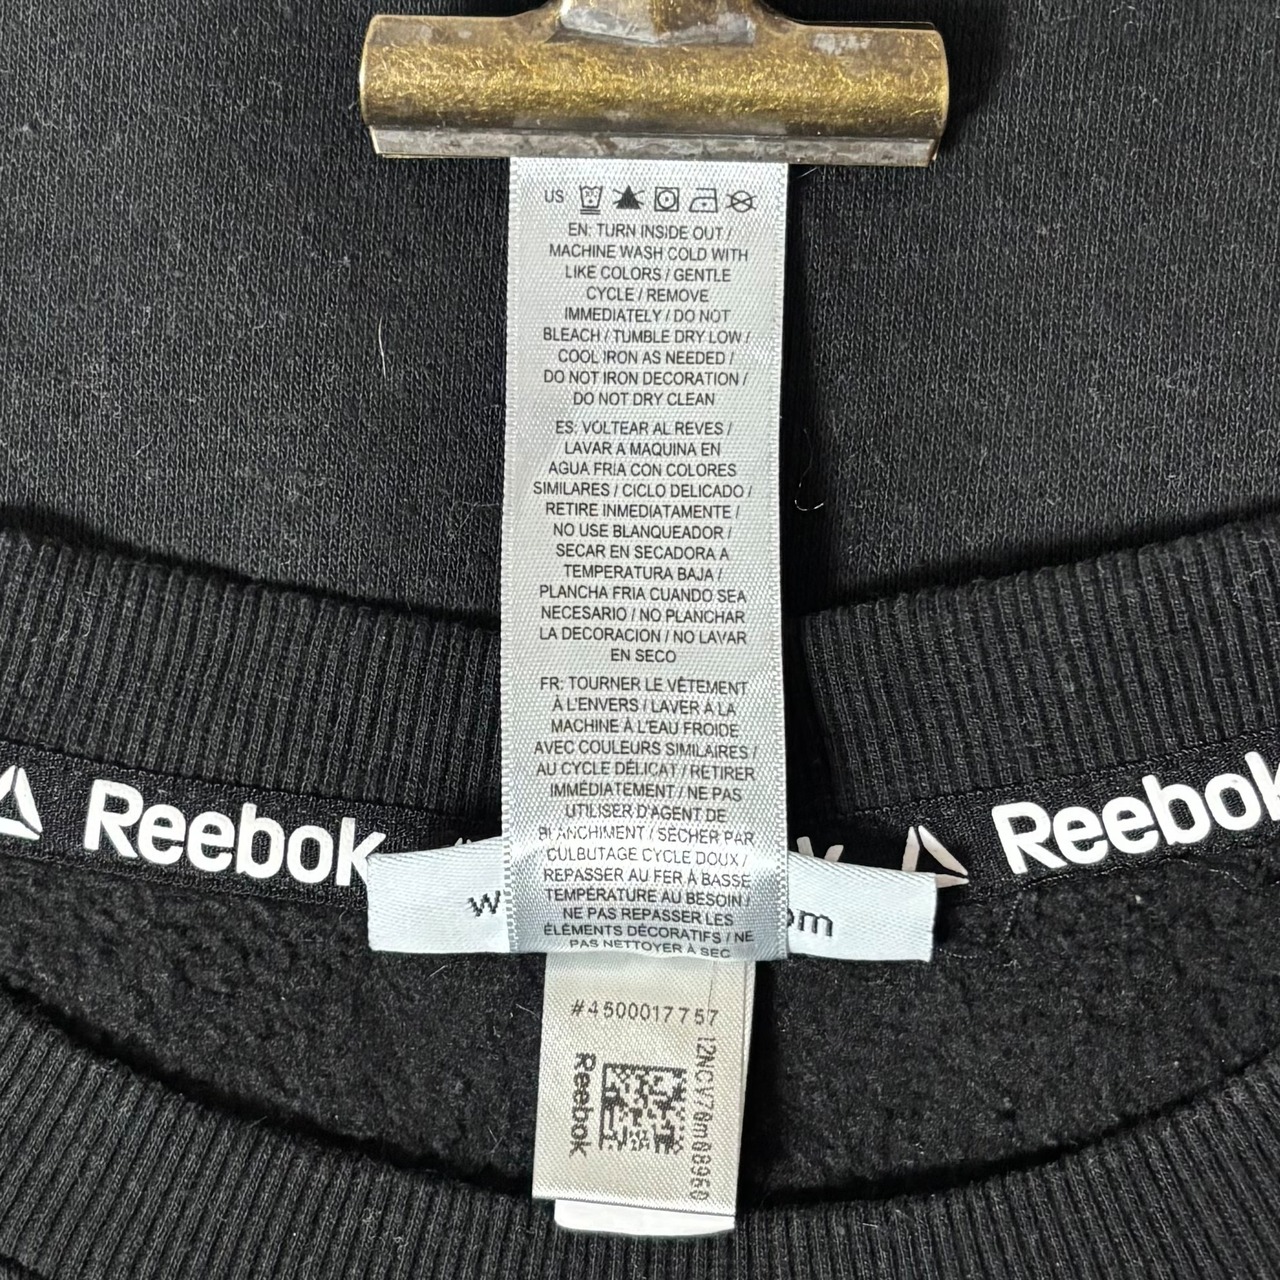 US
EN: TURN INSIDE OUT /
MACHINE WASH COLD WITH
LIKE COLORS / GENTLE
CYCLE / REMOVE
IMMEDIATELY / DO NOT
BLEACH / TUMBLE DRY LOW /
COOL IRON AS NEEDED /
DO NOT IRON DECORATION /
DO NOT DRY CLEAN
ES: VOLTEAR AL REVES /
LAVAR A MAQUINA EN
AGUA FRIA CON COLORES
SIMILARES / CICLO DELICADO /
RETIRE INMEDIATAMENTE /
NO USE BLANQUEADOR /
SECAR EN SECADORA A
TEMPERATURA BAJA /
PLANCHA FRIA CUANDO SEA
NECESARIO / NO PLANCHAR
LA DECORACION / NO LAVAR
EN SECO
FR: TOURNER LE VÊTEMENT
À L'ENVERS / LAVER À LA
MACHINE À L'EAU FROIDE
AVEC COULEURS SIMILAIRES /
AU CYCLE DÉLICAT / RETIRER
IMMÉDIATEMENT / NE PAS
UTILISER D'AGENT DE
BLANCHIMENT / SÉCHER PAR
CULBUTAGE CYCLE DOUX /
REPASSER AU FER À BASSE
TEMPÉRATURE AU BESOIN /
NE PAS REPASSER LES
ÉLÉMENTS DÉCORATIFS / NE
PAS NETTOYER À SEC
Reebok
Reebok
#4500017757
Reebok